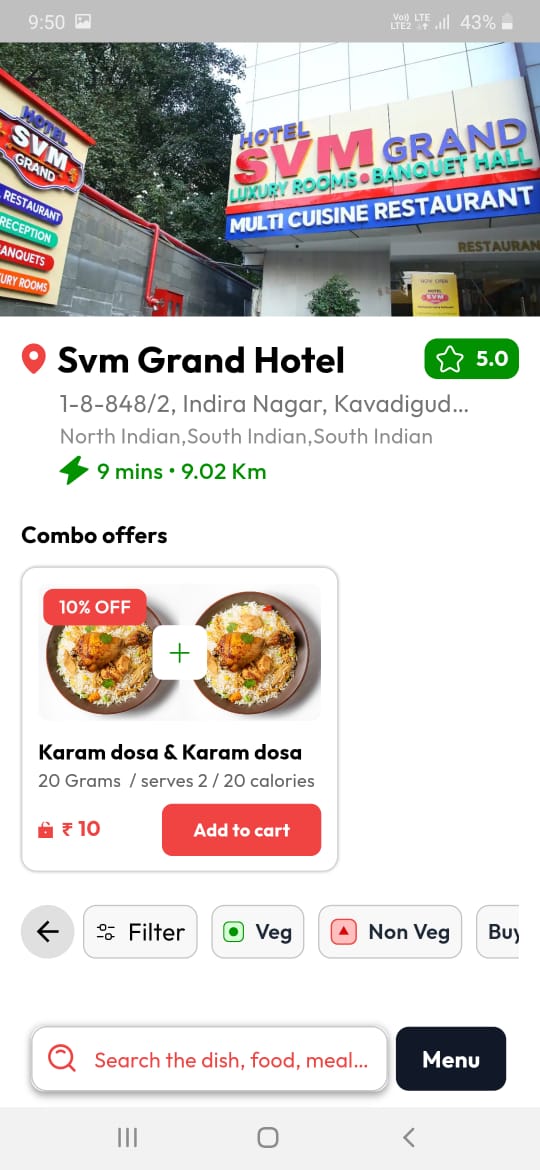 9:50
Vo) LTE
LTE2
43%
HOTEL
SVM
GRAND
RESTAURANT
RECEPTION
BANQUETS
LUXURY ROOMS
HOTEL
SVM GRAND
LUXURY ROOMS • BANQUET HALL
MULTI CUISINE RESTAURANT
RESTAURAN
NOW OPEN
HOTEL
SVM
Svm Grand Hotel
5.0
1-8-848/2, Indira Nagar, Kavadigud...
North Indian,South Indian,South Indian
9 mins • 9.02 Km
Combo offers
10% OFF
Karam dosa & Karam dosa
20 Grams / serves 2 / 20 calories
₹ 10
Add to cart
Filter
Veg
Non Veg
Buy
Search the dish, food, meal...
Menu